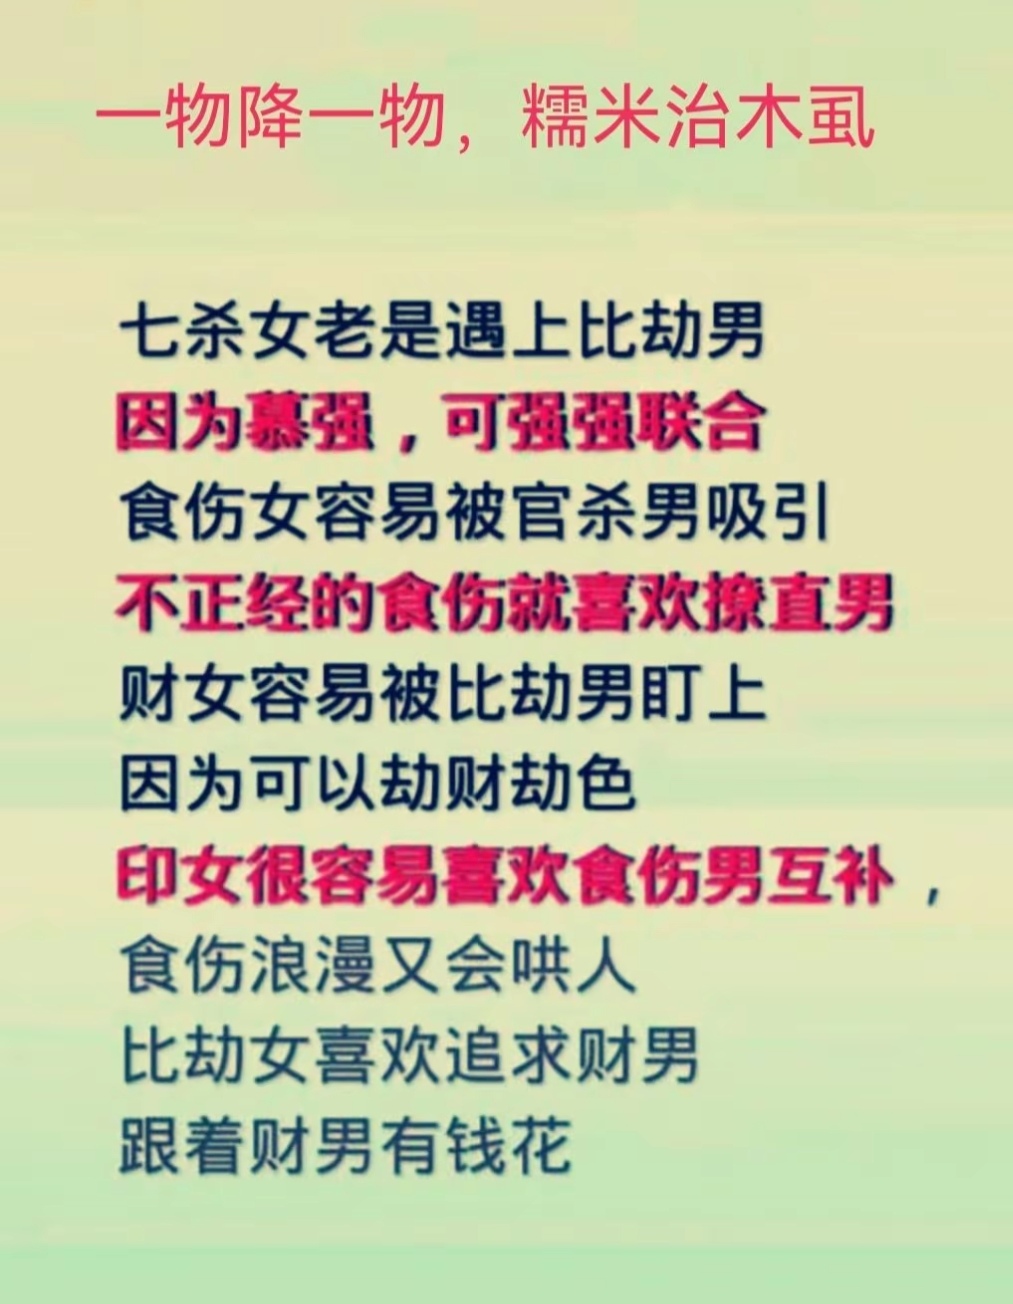 一物降一物，糯米治木虱
七杀女老是遇上比劫男
因为慕强，可强强联合
食伤女容易被官杀男吸引
不正经的食伤就喜欢撩直男
财女容易被比劫男盯上
因为可以劫财劫色
印女很容易喜欢食伤男互补，
食伤浪漫又会哄人
比劫女喜欢追求财男
跟着财男有钱花